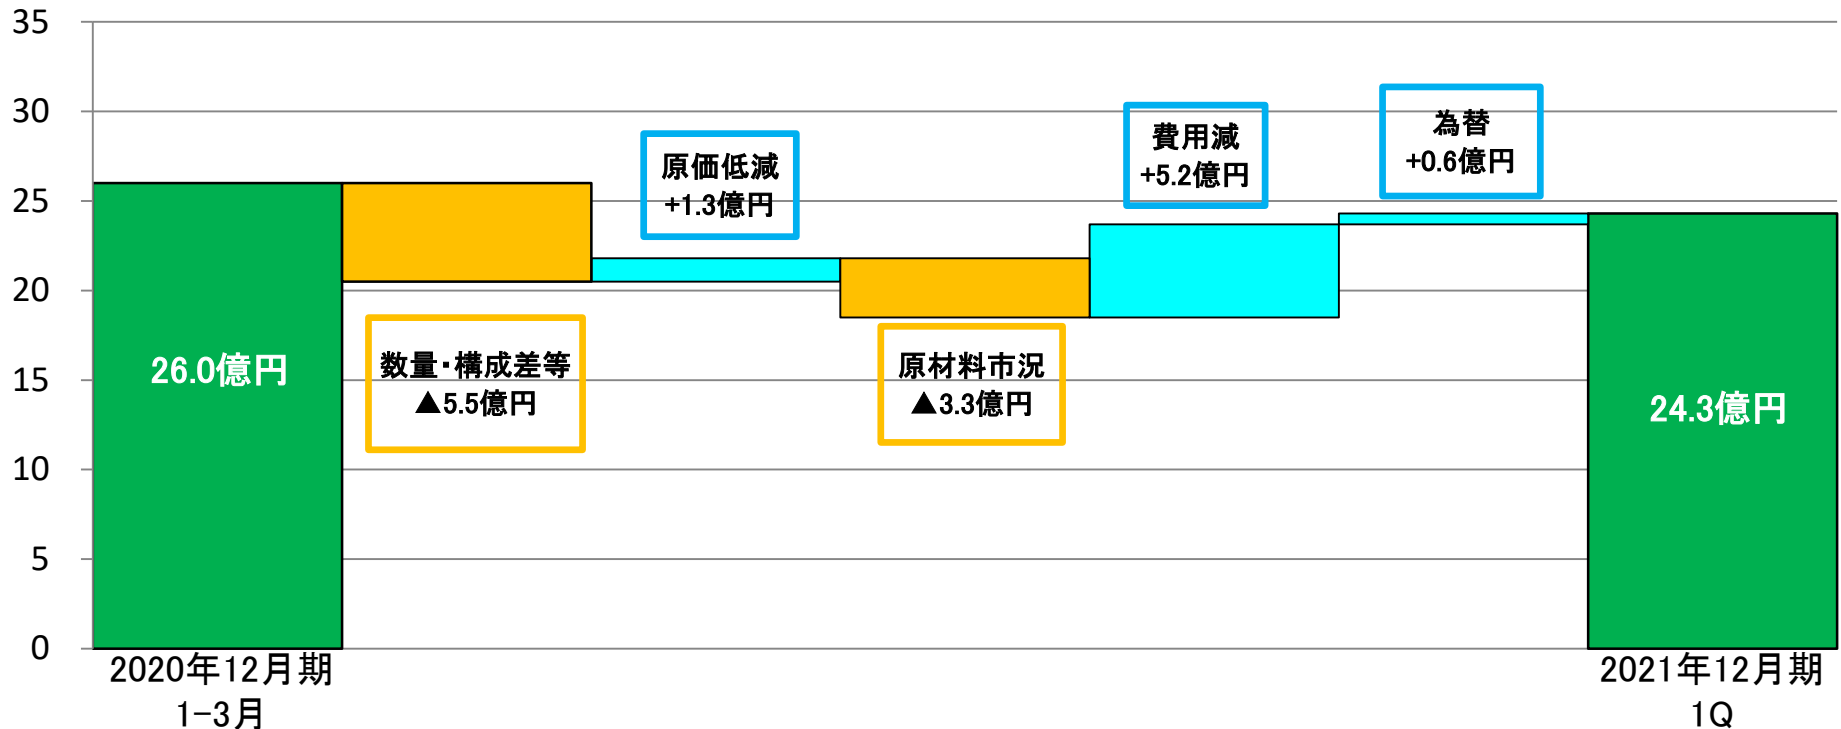 35
30
25
20
15
10
5
0
26.0億円
数量・構成差等
▲5.5億円
原価低減
+1.3億円
原材料市況
▲3.3億円
費用減
+5.2億円
為替
+0.6億円
24.3億円
2020年12月期
1-3月
2021年12月期
1Q